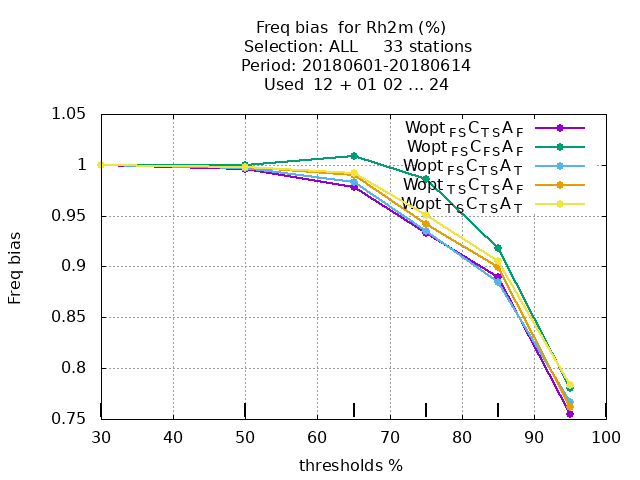 Freq bias  for Rh2m (%)
Selection: ALL     33 stations
Period: 20180601-20180614
Used  12 + 01 02 ... 24
Wopt FS C TS A F
Wopt FS C FS A F
Wopt FS C TS A T
Wopt TS C TS A F
Wopt TS C TS A T
1.05
1
0.95
0.9
0.85
0.8
0.75
Freq bias
30 40 50 60 70 80 90 100
thresholds %